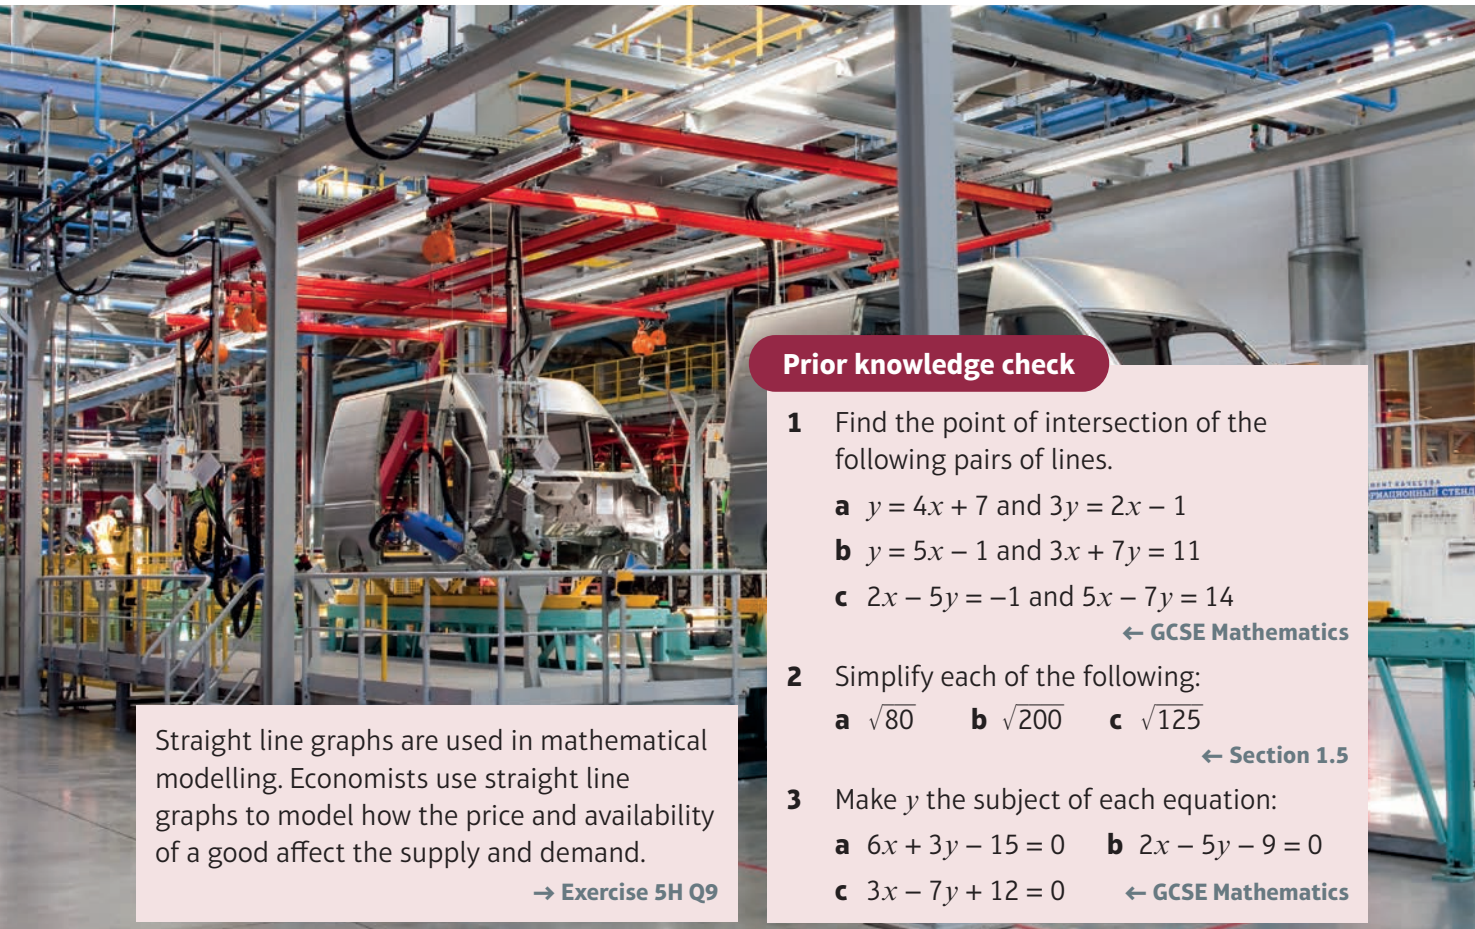 Prior knowledge check
1 Find the point of intersection of the
following pairs of lines.
a y = 4x + 7 and 3y = 2x − 1
b y = 5x − 1 and 3x + 7y = 11
c 2x − 5y = −1 and 5x − 7y = 14
← GCSE Mathematics
2 Simplify each of the following:
a √80 b √200 c √125
← Section 1.5
3 Make y the subject of each equation:
a 6x + 3y − 15 = 0 b 2x − 5y − 9 = 0
c 3x − 7y + 12 = 0 ← GCSE Mathematics
Straight line graphs are used in mathematical
modelling. Economists use straight line
graphs to model how the price and availability
of a good affect the supply and demand.
→ Exercise 5H Q9